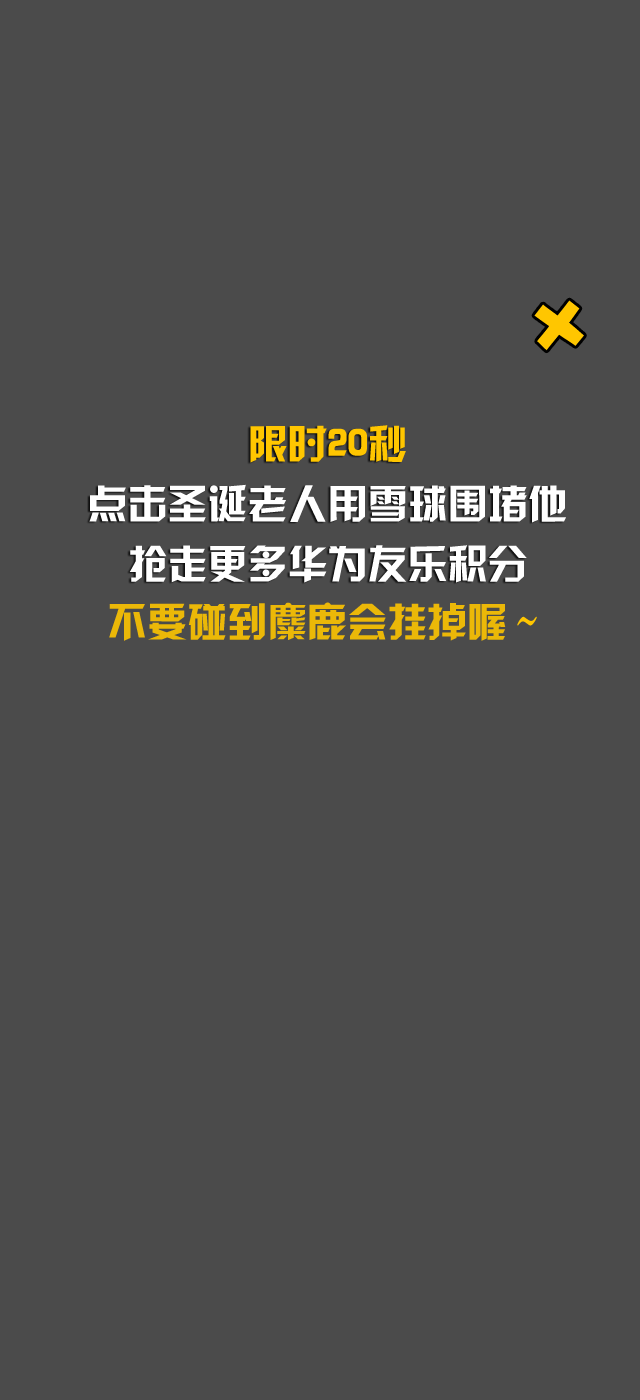 限时20秒
点击圣诞老人用雪球围堵他
抢走更多华为友乐积分
不要碰到麋鹿会挂掉喔~